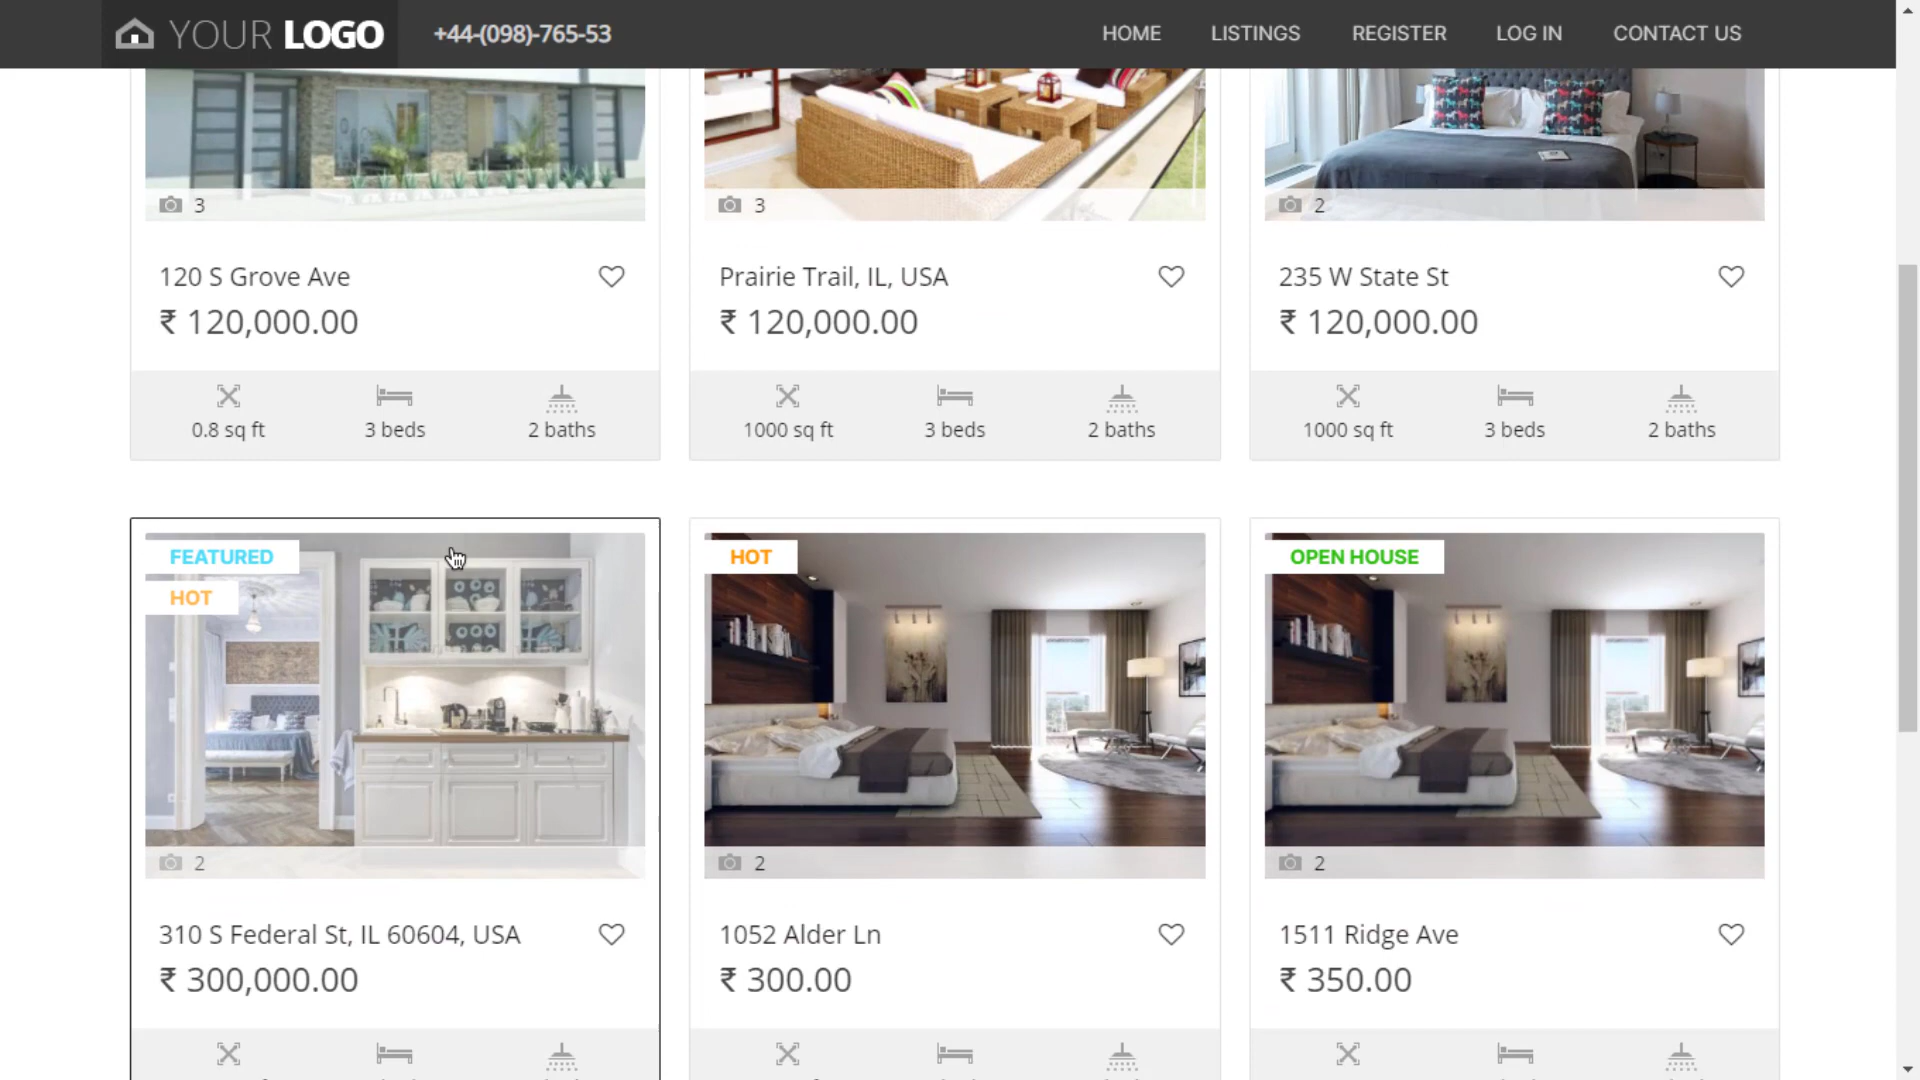 YOUR LOGO +44-(098)-765-53 HOME LISTINGS REGISTER LOG IN CONTACT US
3 3 2
120 S Grove Ave Prairie Trail, IL, USA 235 W State St
₹ 120,000.00 ₹ 120,000.00 ₹ 120,000.00
0.8 sq ft 3 beds 2 baths 1000 sq ft 3 beds 2 baths 1000 sq ft 3 beds 2 baths
FEATURED HOT OPEN HOUSE
HOT
2 2 2
310 S Federal St, IL 60604, USA 1052 Alder Ln 1511 Ridge Ave
₹ 300,000.00 ₹ 300.00 ₹ 350.00